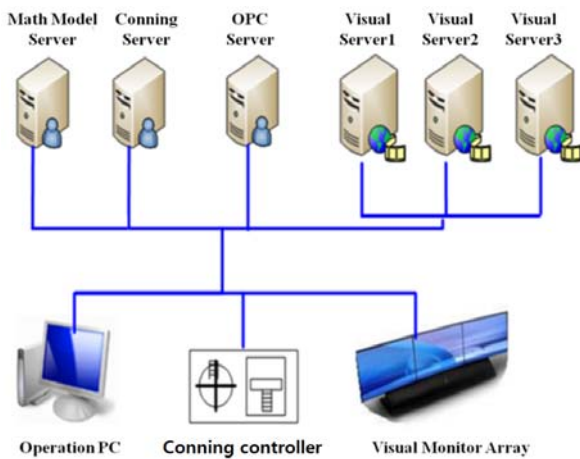 Math Model
Server
Conning
Server
OPC
Server
Visual
Server1
Visual
Server2
Visual
Server3
Operation PC
Conning controller
Visual Monitor Array